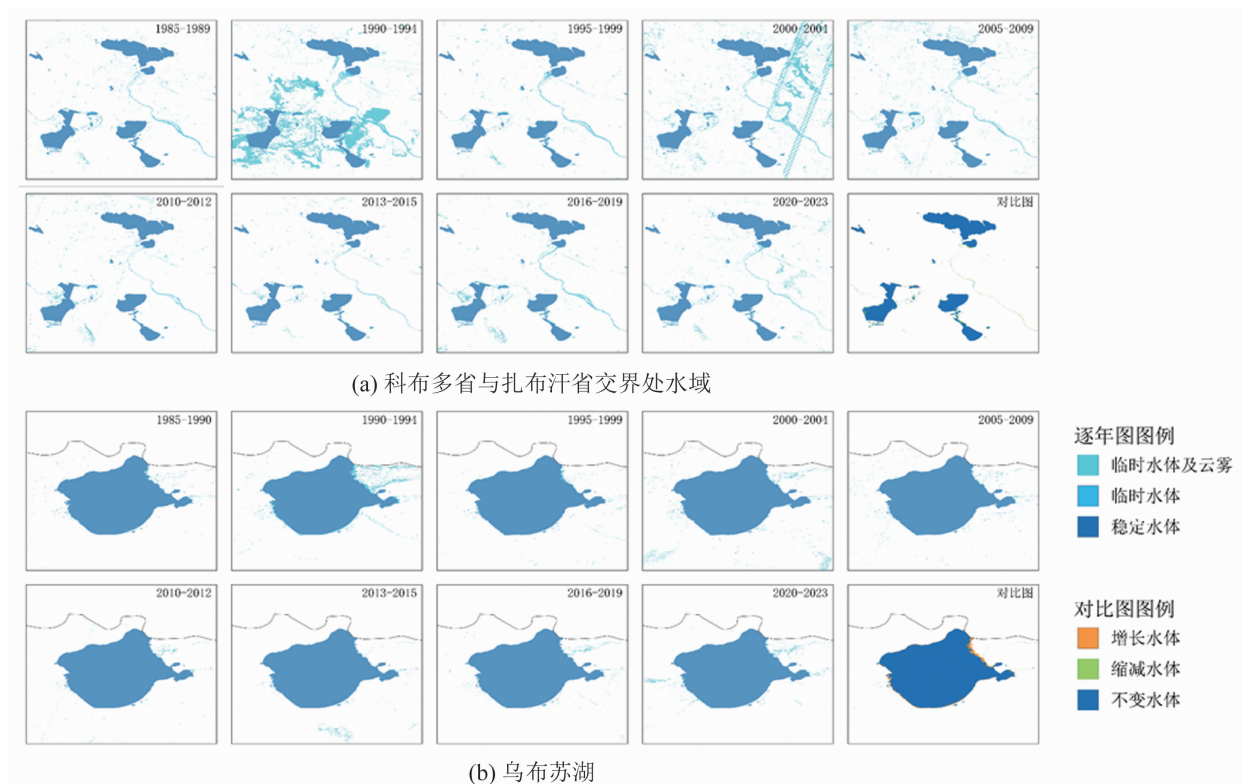 1985-1989
1990-1994
1995-1999
2000-2004
2005-2009
2010-2012
2013-2015
2016-2019
2020-2023
对比图
(a) 科布多省与扎布汗省交界处水域
1985-1990
1990-1994
1995-1999
2000-2004
2005-2009
2010-2012
2013-2015
2016-2019
2020-2023
对比图
(b) 乌布苏湖
逐年图图例
临时水体及云雾
临时水体
稳定水体
对比图图例
增长水体
缩减水体
不变水体